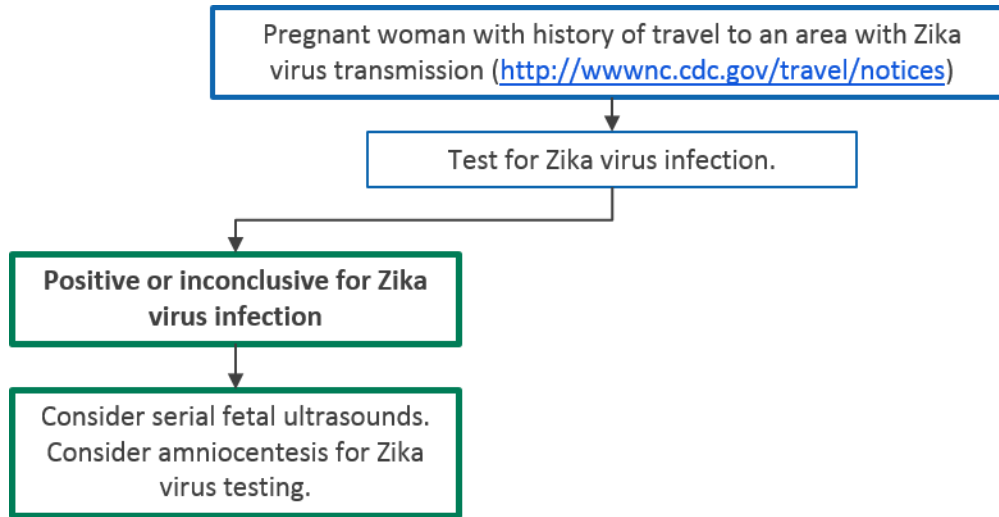 Pregnant woman with history of travel to an area with Zika
virus transmission (http://wwwnc.cdc.gov/travel/notices)
Test for Zika virus infection.
Positive or inconclusive for Zika
virus infection
Consider serial fetal ultrasounds.
Consider amniocentesis for Zika
virus testing.